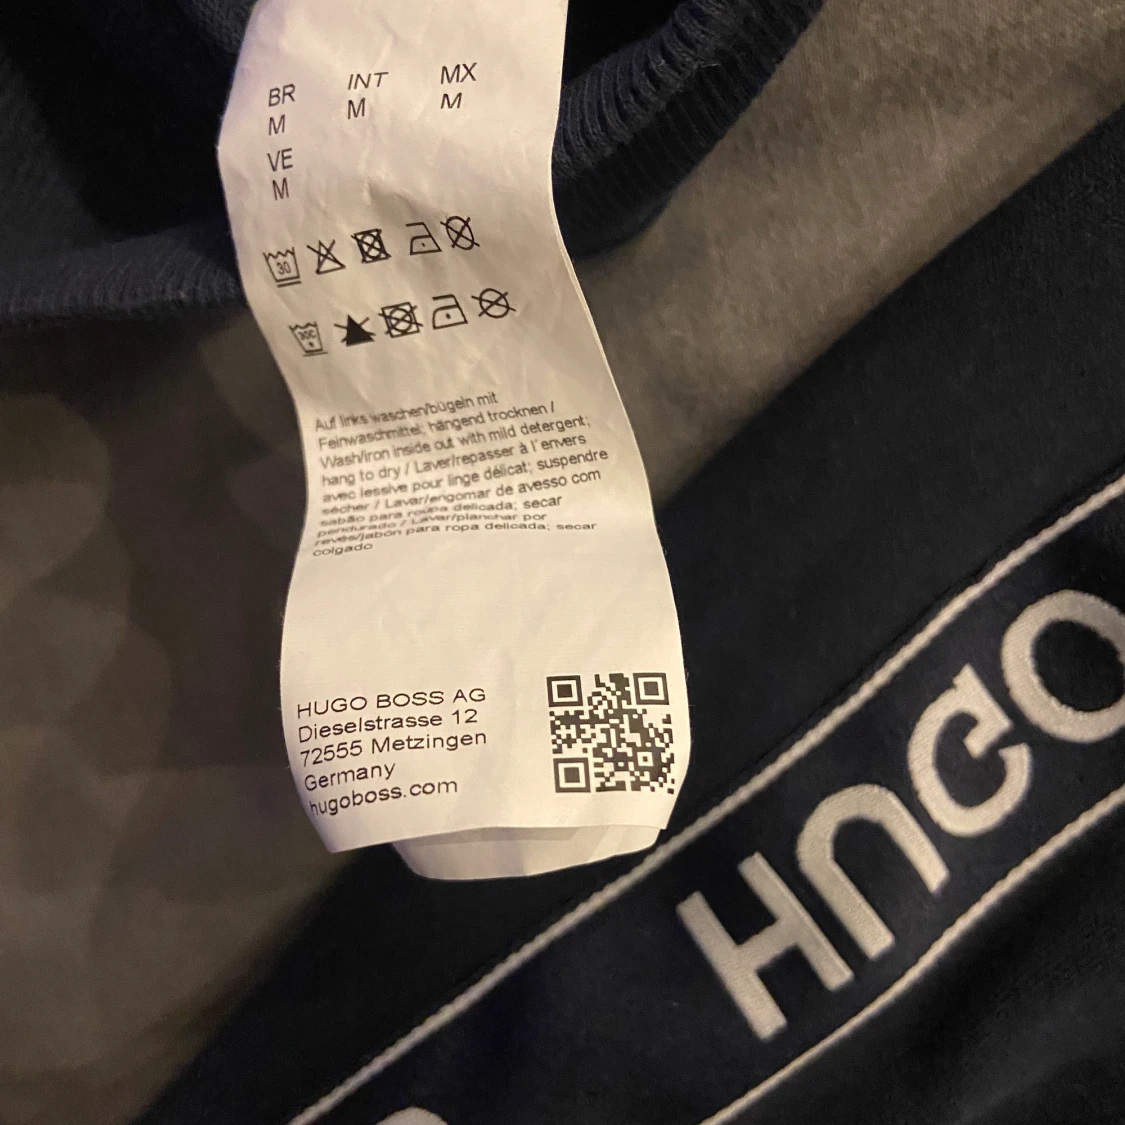 BR INT MX
M M M
VE
M
30
30C
Auf links waschen/bügeln mit
Feinwaschmittel; hängend trocknen /
Wash/iron inside out with mild detergent;
hang to dry / Laver/repasser à l'envers
avec lessive pour linge délicat; suspendre
sécher / Lavar/engomar de avesso com
sabão para roupa delicada; secar
pendurado / Lavar/planchar por
revés/jabón para ropa delicada; secar
colgado
HUGO BOSS AG
Dieselstrasse 12
72555 Metzingen
Germany
hugoboss.com
HUGO